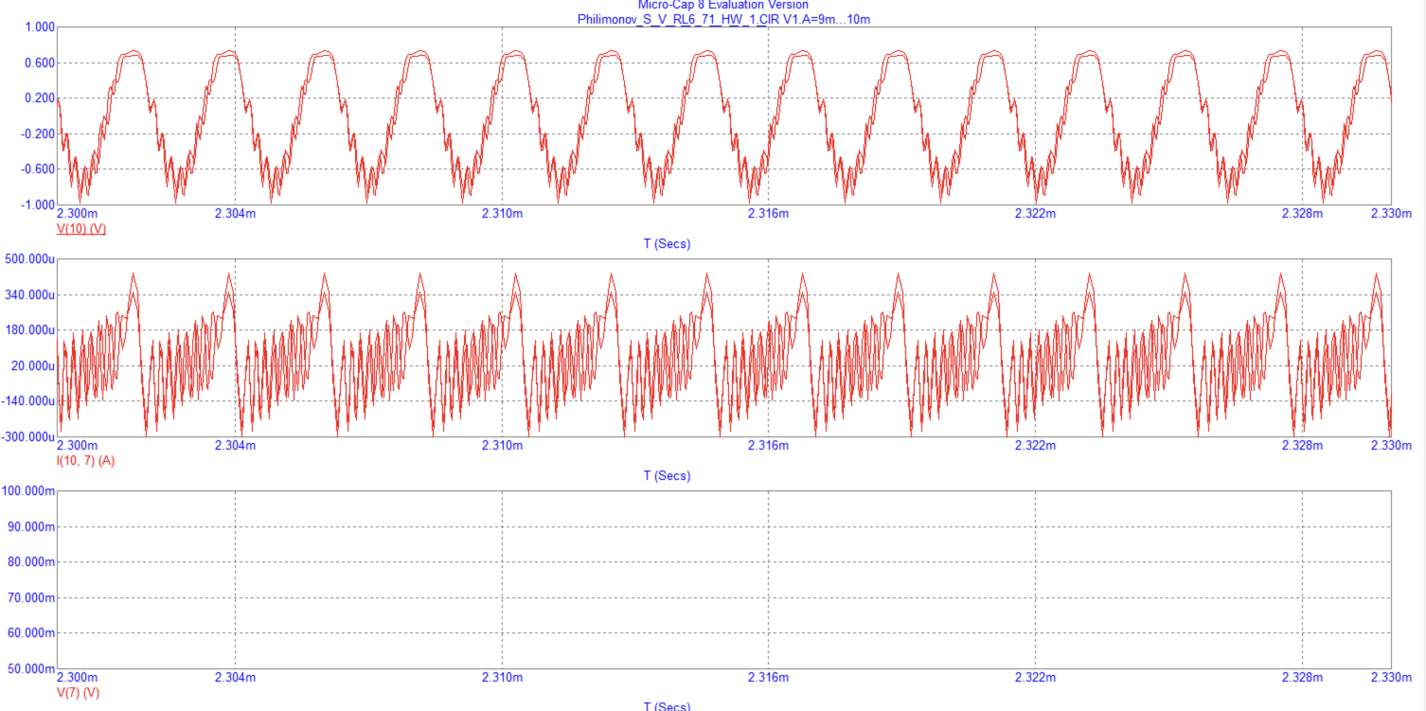 Micro-Cap 8 Evaluation Version
Philimonov_S_V_RL6_71_HW_1.CIR V1.A=9m...10m
1.000
0.600
0.200
-0.200
-0.600
-1.000
2.300m 2.304m 2.310m 2.316m 2.322m 2.328m 2.330m
V(10) (V)
T (Secs)
500.000u
340.000u
180.000u
20.000u
-140.000u
-300.000u
2.300m 2.304m 2.310m 2.316m 2.322m 2.328m 2.330m
I(10, 7) (A)
T (Secs)
100.000m
90.000m
80.000m
70.000m
60.000m
50.000m
2.300m 2.304m 2.310m 2.316m 2.322m 2.328m 2.330m
V(7) (V)
T (Secs)